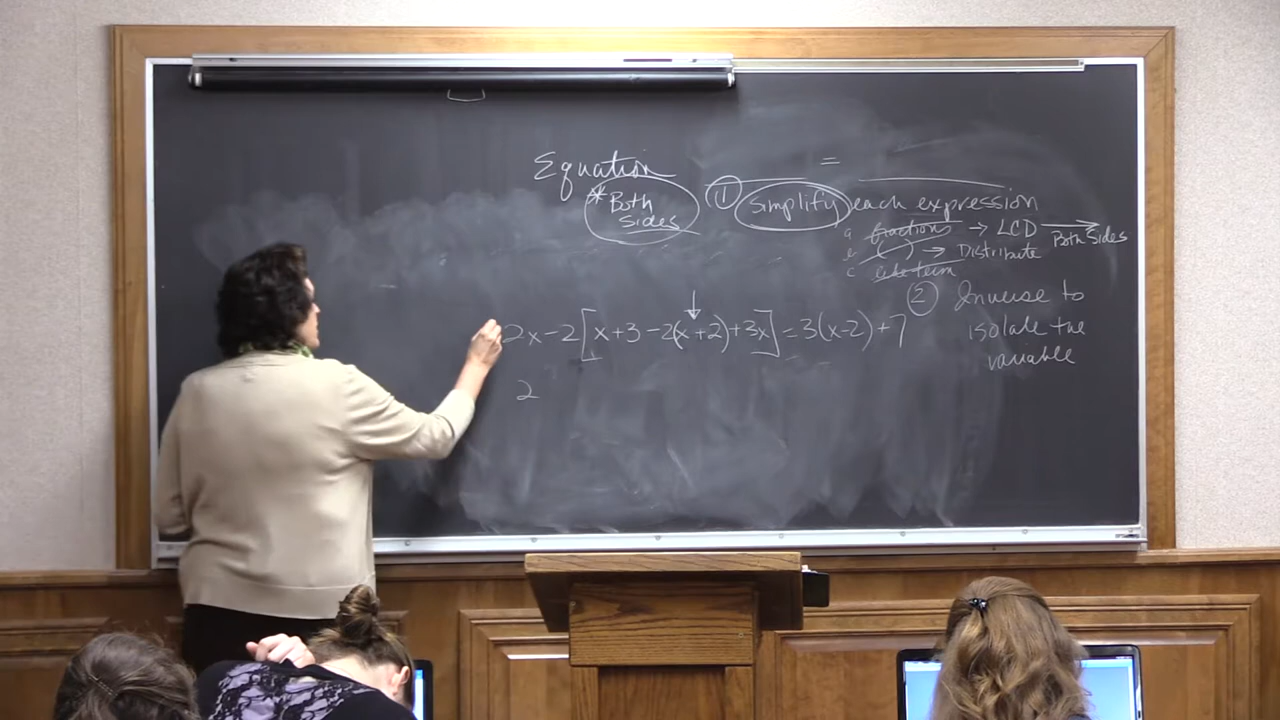 Equation =
* Both Sides
① Simplify each expression
a fractions → LCD → Both Sides
b ( ) → Distribute
c like term
② Inverse to
isolate the
variable
2x-2[x+3-2(x+2)+3x]=3(x-2)+7
2